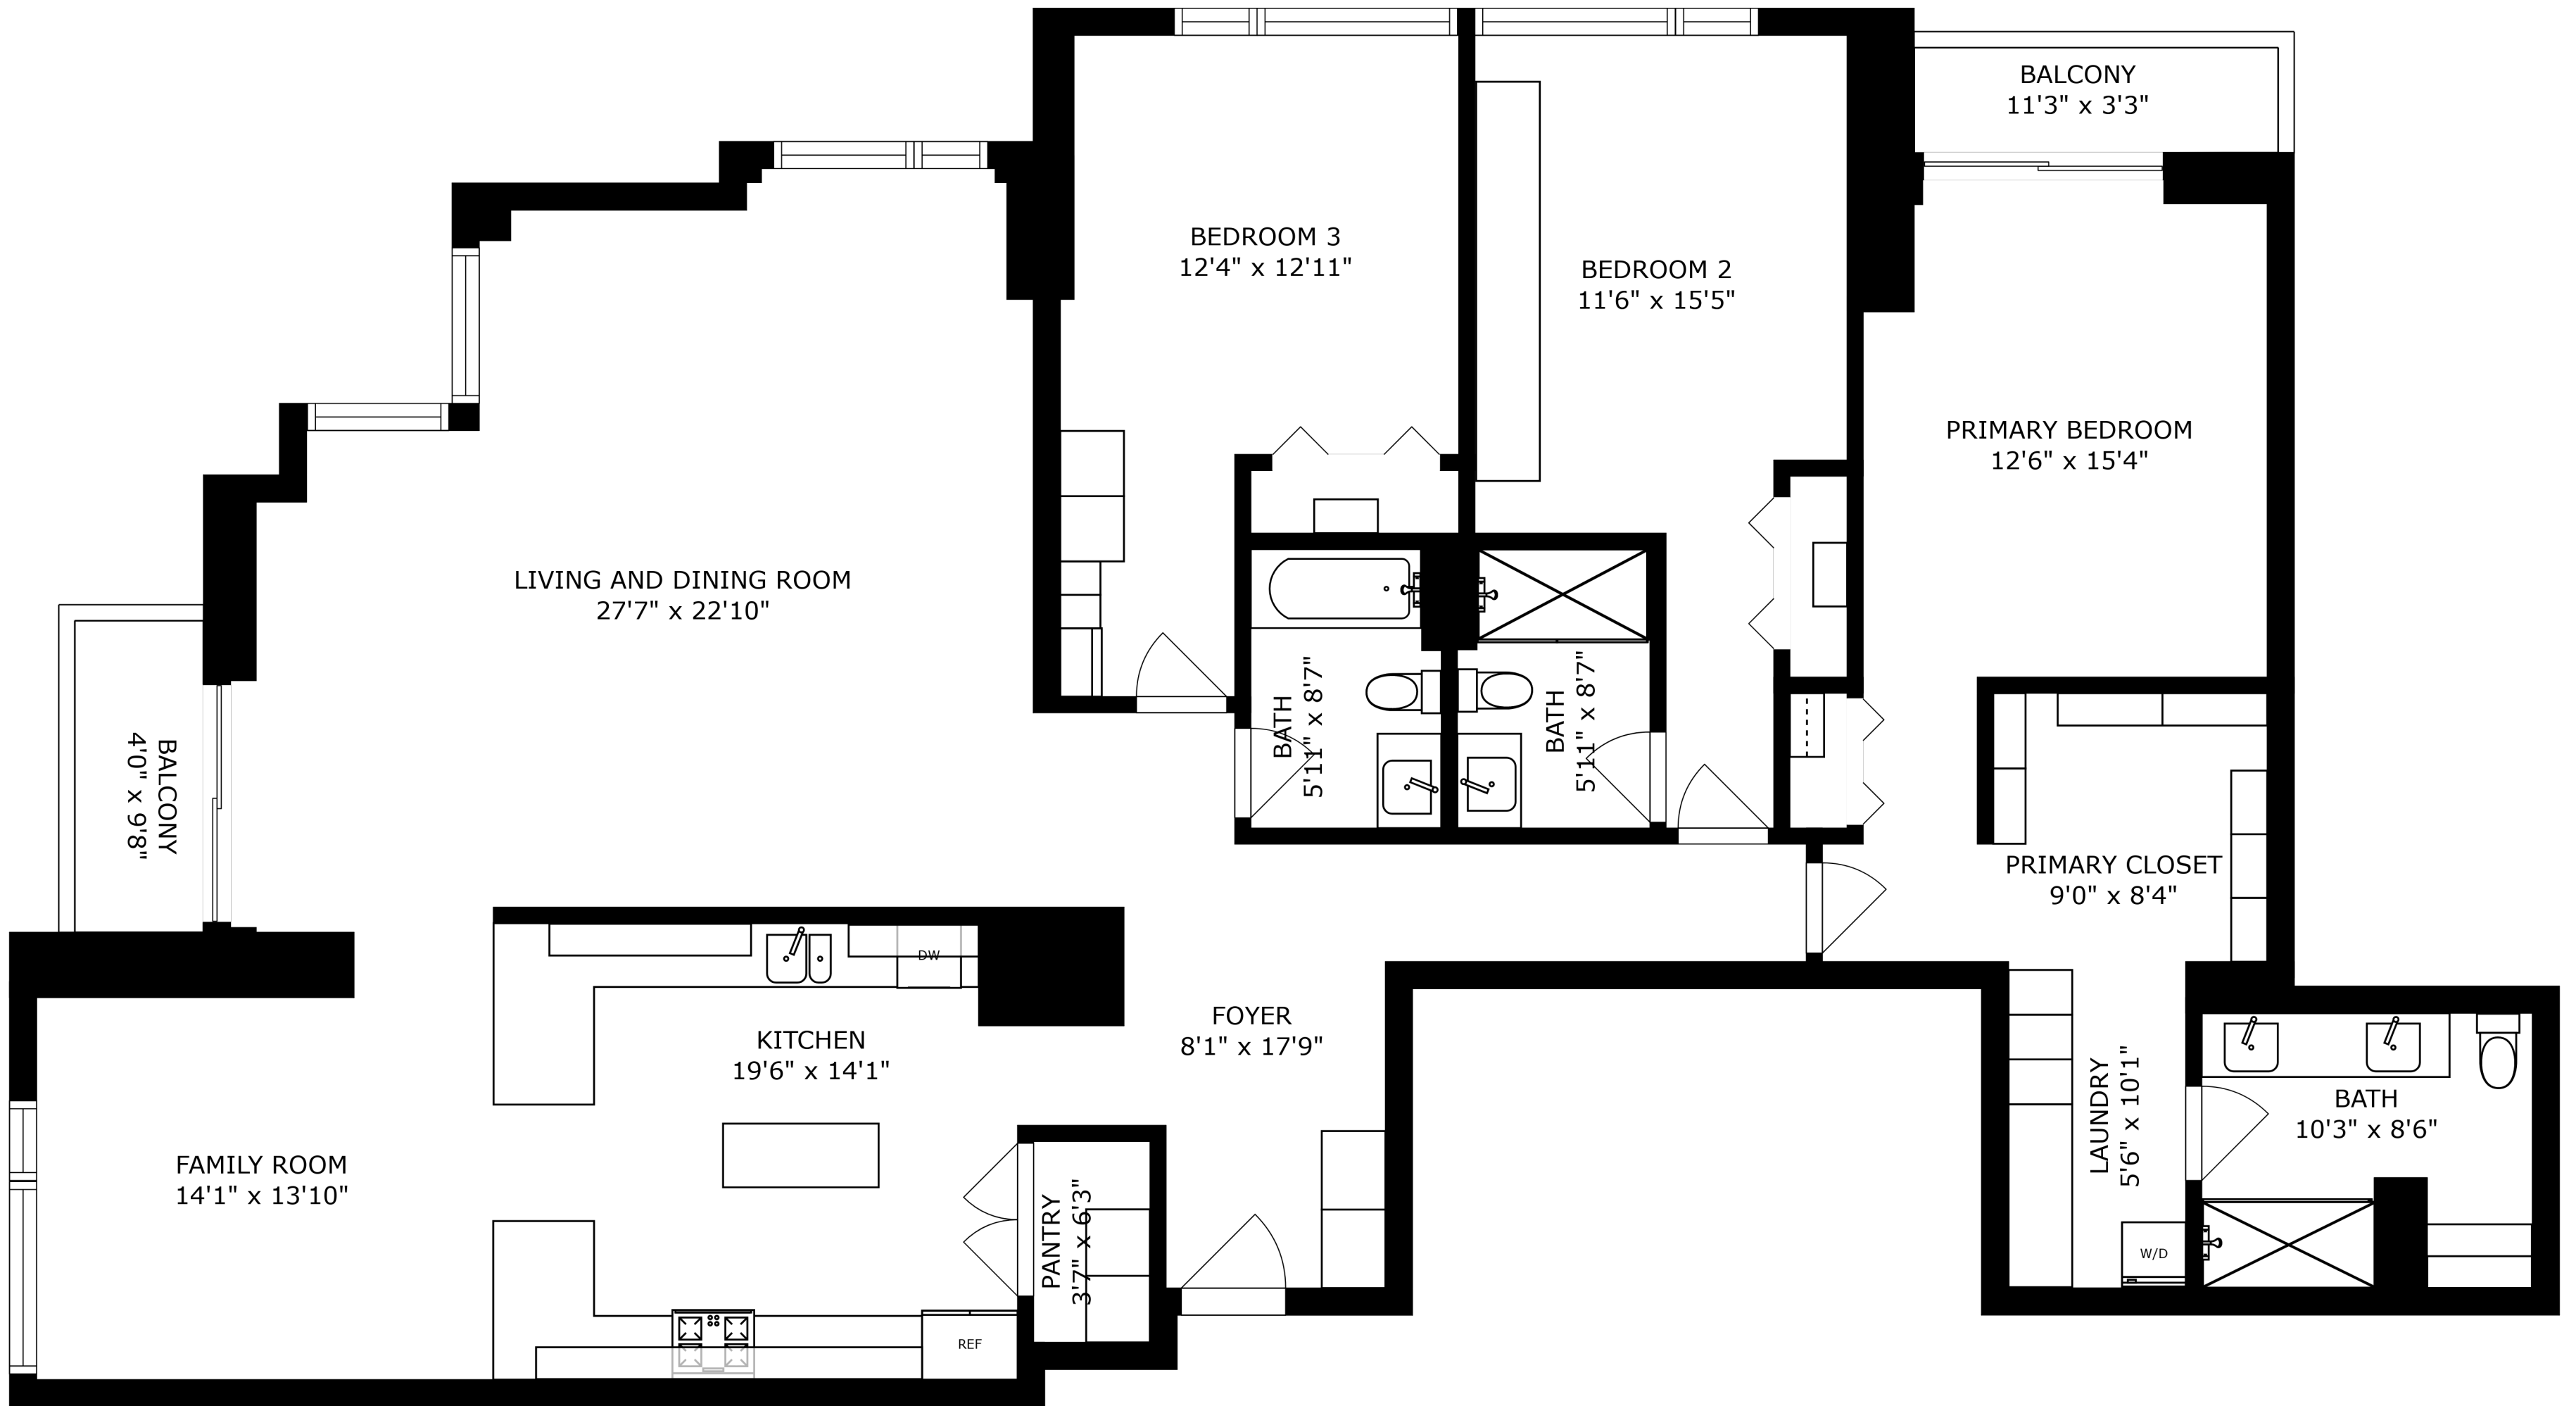 BALCONY
11'3" x 3'3"
BEDROOM 3
12'4" x 12'11"
BEDROOM 2
11'6" x 15'5"
PRIMARY BEDROOM
12'6" x 15'4"
LIVING AND DINING ROOM
27'7" x 22'10"
BATH
5'11" x 8'7"
BATH
5'11" x 8'7"
BALCONY
4'0" x 9'8"
PRIMARY CLOSET
9'0" x 8'4"
DW
KITCHEN
19'6" x 14'1"
FOYER
8'1" x 17'9"
LAUNDRY
5'6" x 10'1"
BATH
10'3" x 8'6"
FAMILY ROOM
14'1" x 13'10"
PANTRY
3'7" x 6'3"
W/D
REF